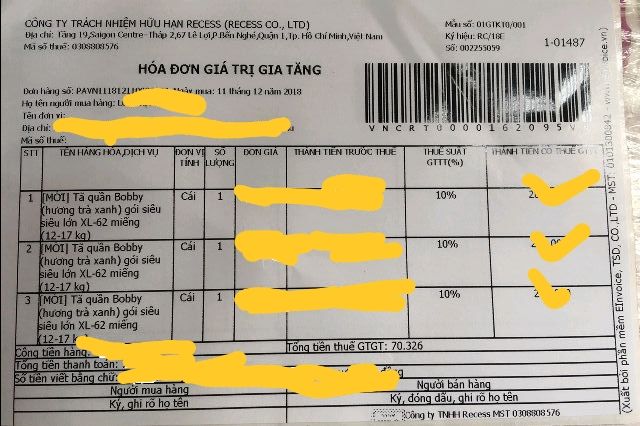 CÔNG TY TRÁCH NHIỆM HỮU HẠN RECESS (RECESS CO., LTD)
Địa chỉ: Tầng 19,Saigon Centre-Tháp 2,67 Lê Lợi,P.Bến Nghé,Quận 1,Tp. Hồ Chí Minh,Việt Nam
Mã số thuế: 0308808576
Mẫu số: 01GTKT0/001
Ký hiệu: RC/18E
Số: 002255059
1-01487
HÓA ĐƠN GIÁ TRỊ GIA TĂNG
Đơn hàng số: Ngày mua: 11 tháng 12 năm 2018
Họ tên người mua hàng:
Tên đơn vị:
Địa chỉ:
Mã số thuế:
VNCRT0000162095V
STT TÊN HÀNG HÓA,DỊCH VỤ ĐƠN VỊ TÍNH SỐ LƯỢNG ĐƠN GIÁ THÀNH TIỀN TRƯỚC THUẾ THUẾ SUẤT GTTT(%) THÀNH TIỀN CÓ THUẾ GTGT
1 [MỚI] Tã quần Bobby Cái 1 10%
(hương trà xanh) gói siêu
siêu lớn XL-62 miếng
(12-17 kg)
2 [MỚI] Tã quần Bobby Cái 1 10%
(hương trà xanh) gói siêu
siêu lớn XL-62 miếng
(12-17 kg)
3 [MỚI] Tã quần Bobby Cái 1 10%
(hương trà xanh) gói siêu
siêu lớn XL-62 miếng
(12-17 kg)
Cộng tiền hàng: Tổng tiền thuế GTGT: 70.326
Tổng tiền thanh toán:
Số tiền viết bằng chữ:
Người mua hàng Người bán hàng
Ký, ghi rõ họ tên Ký, đóng dấu, ghi rõ họ tên
Công ty TNHH Recess MST 0308808576
(Xuất bởi phần mềm EInvoice, TSD, CO.,LTD - MST: 0101300842 -